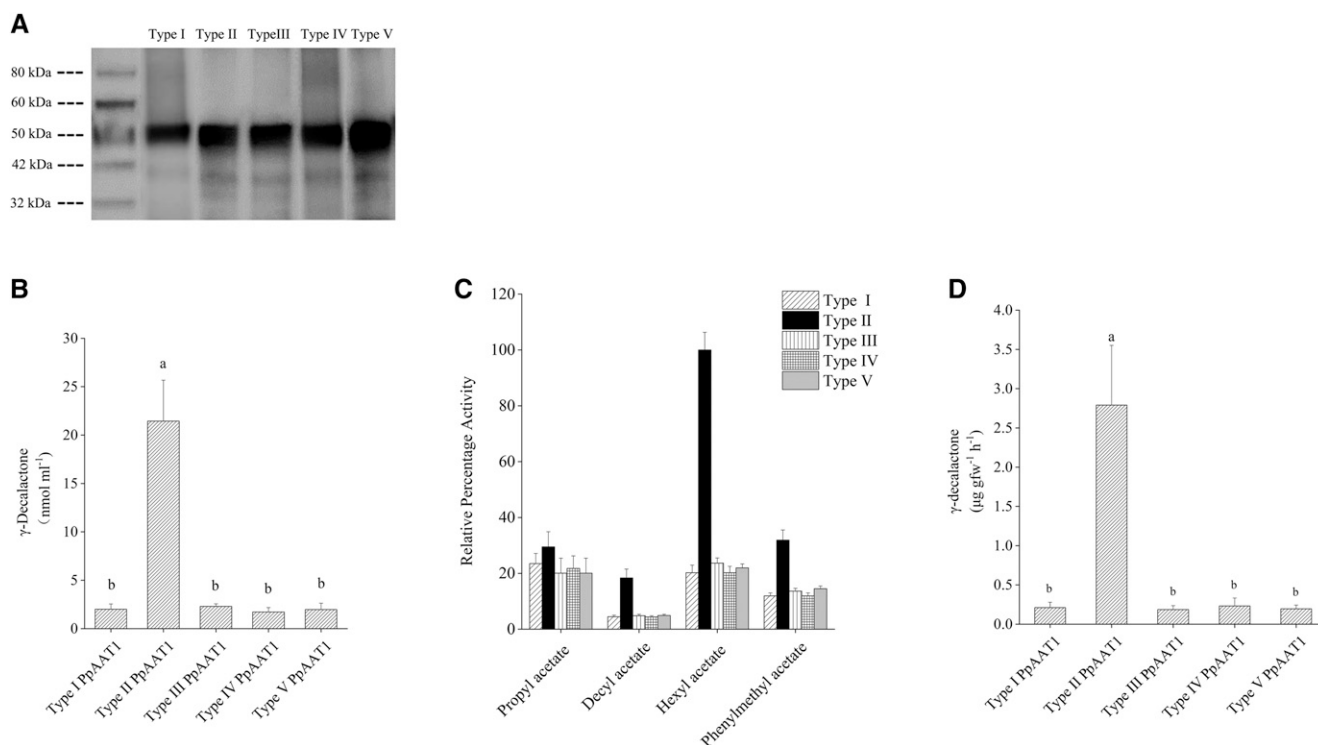 A
Type I Type II TypeIII Type IV Type V
80 kDa
60 kDa
50 kDa
42 kDa
32 kDa
B
γ-Decalactone
(nmol ml-1)
30
25
20
15
10
5
0
b
a
b
b
b
Type I PpAAT1
Type II PpAAT1
Type III PpAAT1
Type IV PpAAT1
Type V PpAAT1
C
Relative Percentage Activity
120
100
80
60
40
20
0
Type I
Type II
Type III
Type IV
Type V
Propyl acetate
Decyl acetate
Hexyl acetate
Phenylmethyl acetate
D
γ-decalactone
(μg gfw-1 h-1)
4.0
3.5
3.0
2.5
2.0
1.5
1.0
0.5
0.0
b
a
b
b
b
Type I PpAAT1
Type II PpAAT1
Type III PpAAT1
Type IV PpAAT1
Type V PpAAT1